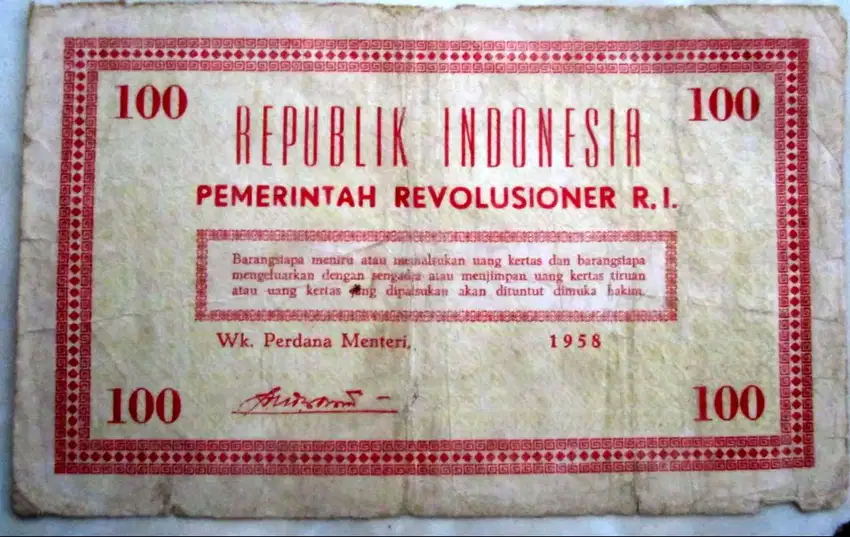 100 100
REPUBLIK INDONESIA
PEMERINTAH REVOLUSIONER R.I.
Barangsiapa meniru atau memalsukan uang kertas dan barangsiapa
mengeluarkan dengan sengadja atau menjimpan uang kertas tiruan
atau uang kertas jang dipalsukan akan dituntut dimuka hakim.
Wk. Perdana Menteri, 1958
100 100